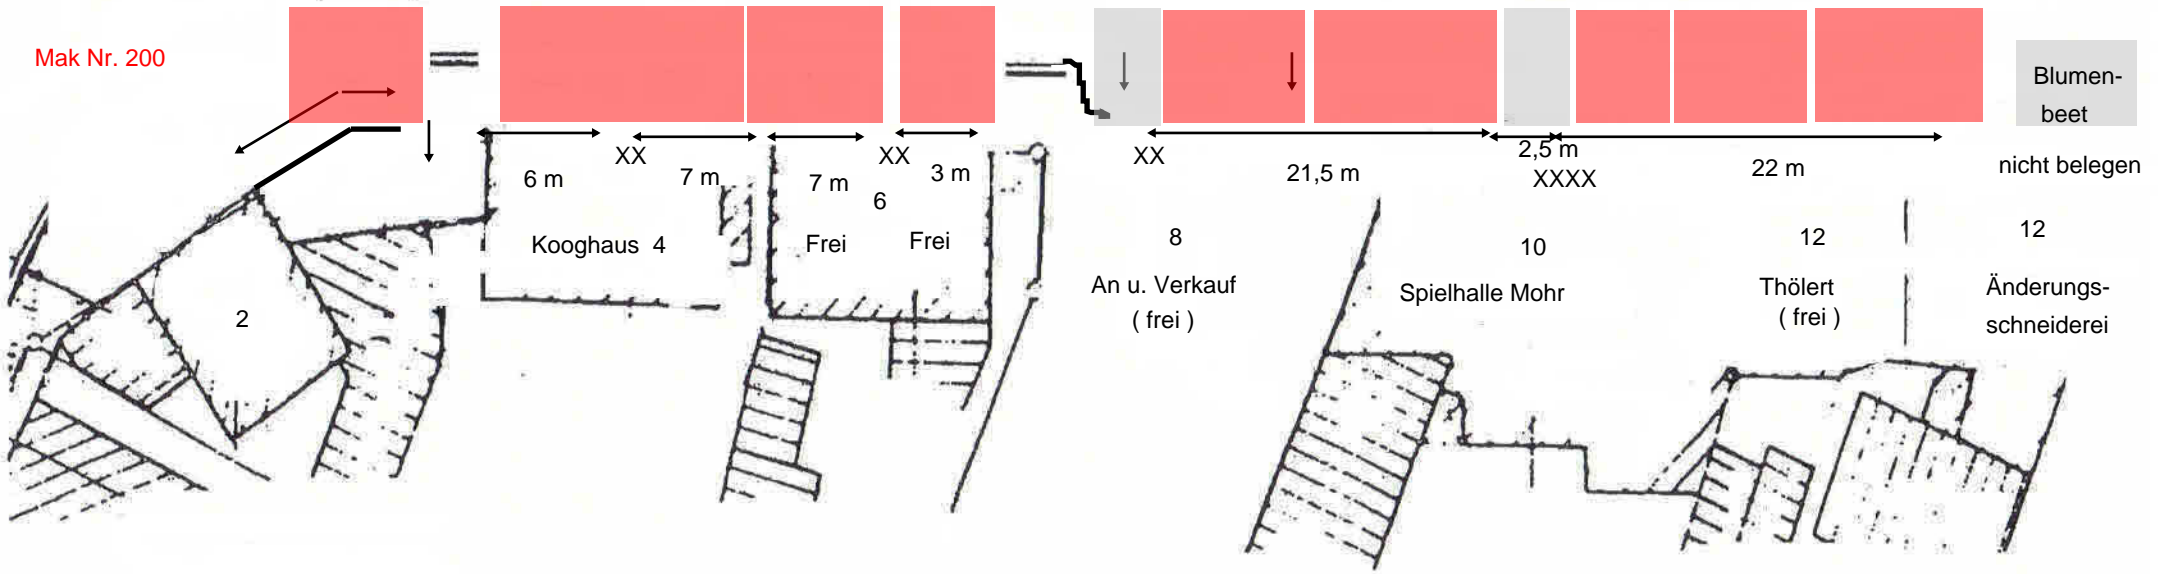 Mak Nr. 200
Blumen-
beet
nicht belegen
XX
XX
XX
2,5 m
XXXX
6 m
7 m
7 m
3 m
21,5 m
22 m
6
Kooghaus 4
Frei
Frei
8
10
12
12
An u. Verkauf
( frei )
Spielhalle Mohr
Thölert
( frei )
Änderungs-
schneiderei
2